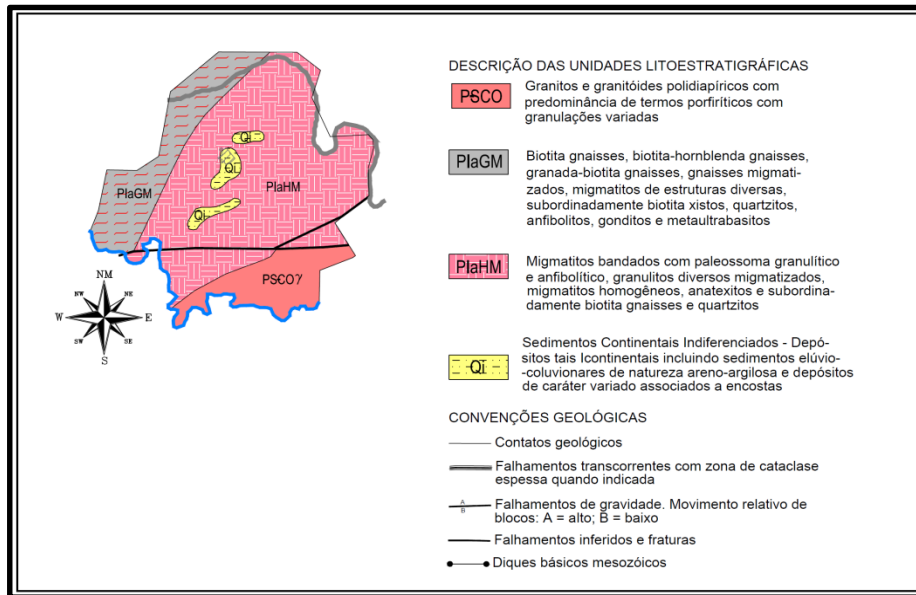 DESCRIÇÃO DAS UNIDADES LITOESTRATIGRÁFICAS
PSCO
Granitos e granitóides polidiapíricos com
predominância de termos porfiríticos com
granulações variadas
PIaGM
Biotita gnaisses, biotita-hornblenda gnaisses,
granada-biotita gnaisses, gnaisses migmati-
zados, migmatitos de estruturas diversas,
subordinadamente biotita xistos, quartzitos,
anfibolitos, gonditos e metaultrabasitos
PIaHM
Migmatitos bandados com paleossoma granulítico
e anfibolítico, granulitos diversos migmatizados,
migmatitos homogêneos, anatexitos e subordina-
damente biotita gnaisses e quartzitos
Qi
Sedimentos Continentais Indiferenciados - Depó-
sitos tais Icontinentais incluindo sedimentos elúvio-
-coluvionares de natureza areno-argilosa e depósitos
de caráter variado associados a encostas
CONVENÇÕES GEOLÓGICAS
Contatos geológicos
Falhamentos transcorrentes com zona de cataclase
espessa quando indicada
A
B
Falhamentos de gravidade. Movimento relativo de
blocos: A = alto; B = baixo
Falhamentos inferidos e fraturas
Diques básicos mesozóicos
Qi
Qi
PIaGM
PIaHM
Qi
PSCOγ
NM
NW
NE
W
E
SW
SE
S